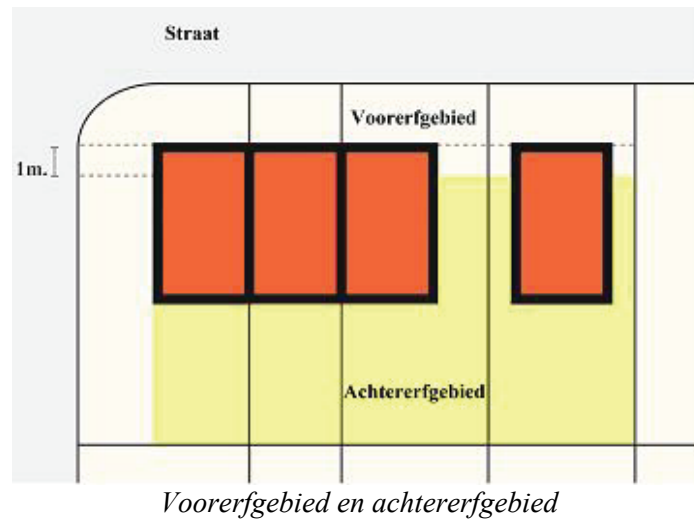 Straat
Voorerfgebied
1m.
Achtererfgebied
Voorerfgebied en achtererfgebied